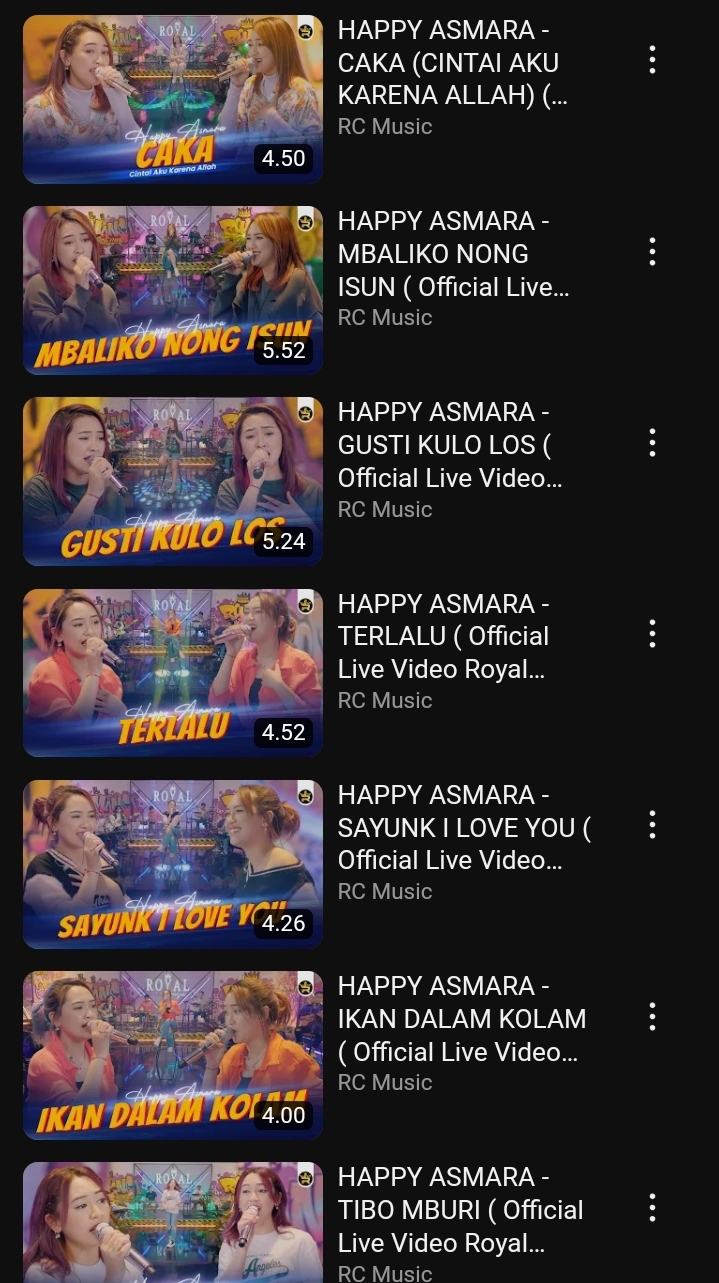 ROYAL
Happy Asmara
CAKA
Cintai Aku Karena Allah
4.50
HAPPY ASMARA -
CAKA (CINTAI AKU
KARENA ALLAH) (...
RC Music
ROYAL
Happy Asmara
MBALIKO NONG ISUN
5.52
HAPPY ASMARA -
MBALIKO NONG
ISUN ( Official Live...
RC Music
ROYAL
Happy Asmara
GUSTI KULO LOS
5.24
HAPPY ASMARA -
GUSTI KULO LOS (
Official Live Video...
RC Music
ROYAL
Happy Asmara
TERLALU
4.52
HAPPY ASMARA -
TERLALU ( Official
Live Video Royal...
RC Music
ROYAL
Happy Asmara
SAYUNK I LOVE YOU
4.26
HAPPY ASMARA -
SAYUNK I LOVE YOU (
Official Live Video...
RC Music
ROYAL
Happy Asmara
IKAN DALAM KOLAM
4.00
HAPPY ASMARA -
IKAN DALAM KOLAM
( Official Live Video...
RC Music
ROYAL
Angeles
HAPPY ASMARA -
TIBO MBURI ( Official
Live Video Royal...
RC Music